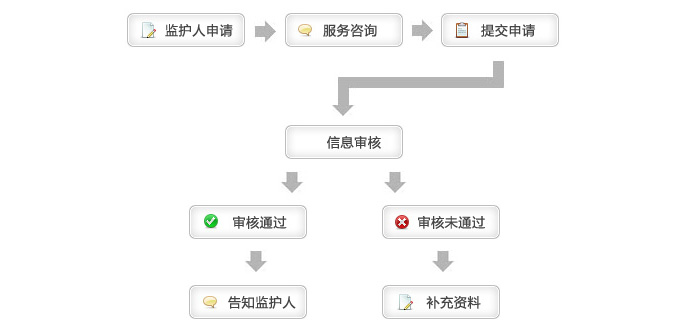 监护人申请
服务咨询
提交申请
信息审核
审核通过
审核未通过
告知监护人
补充资料